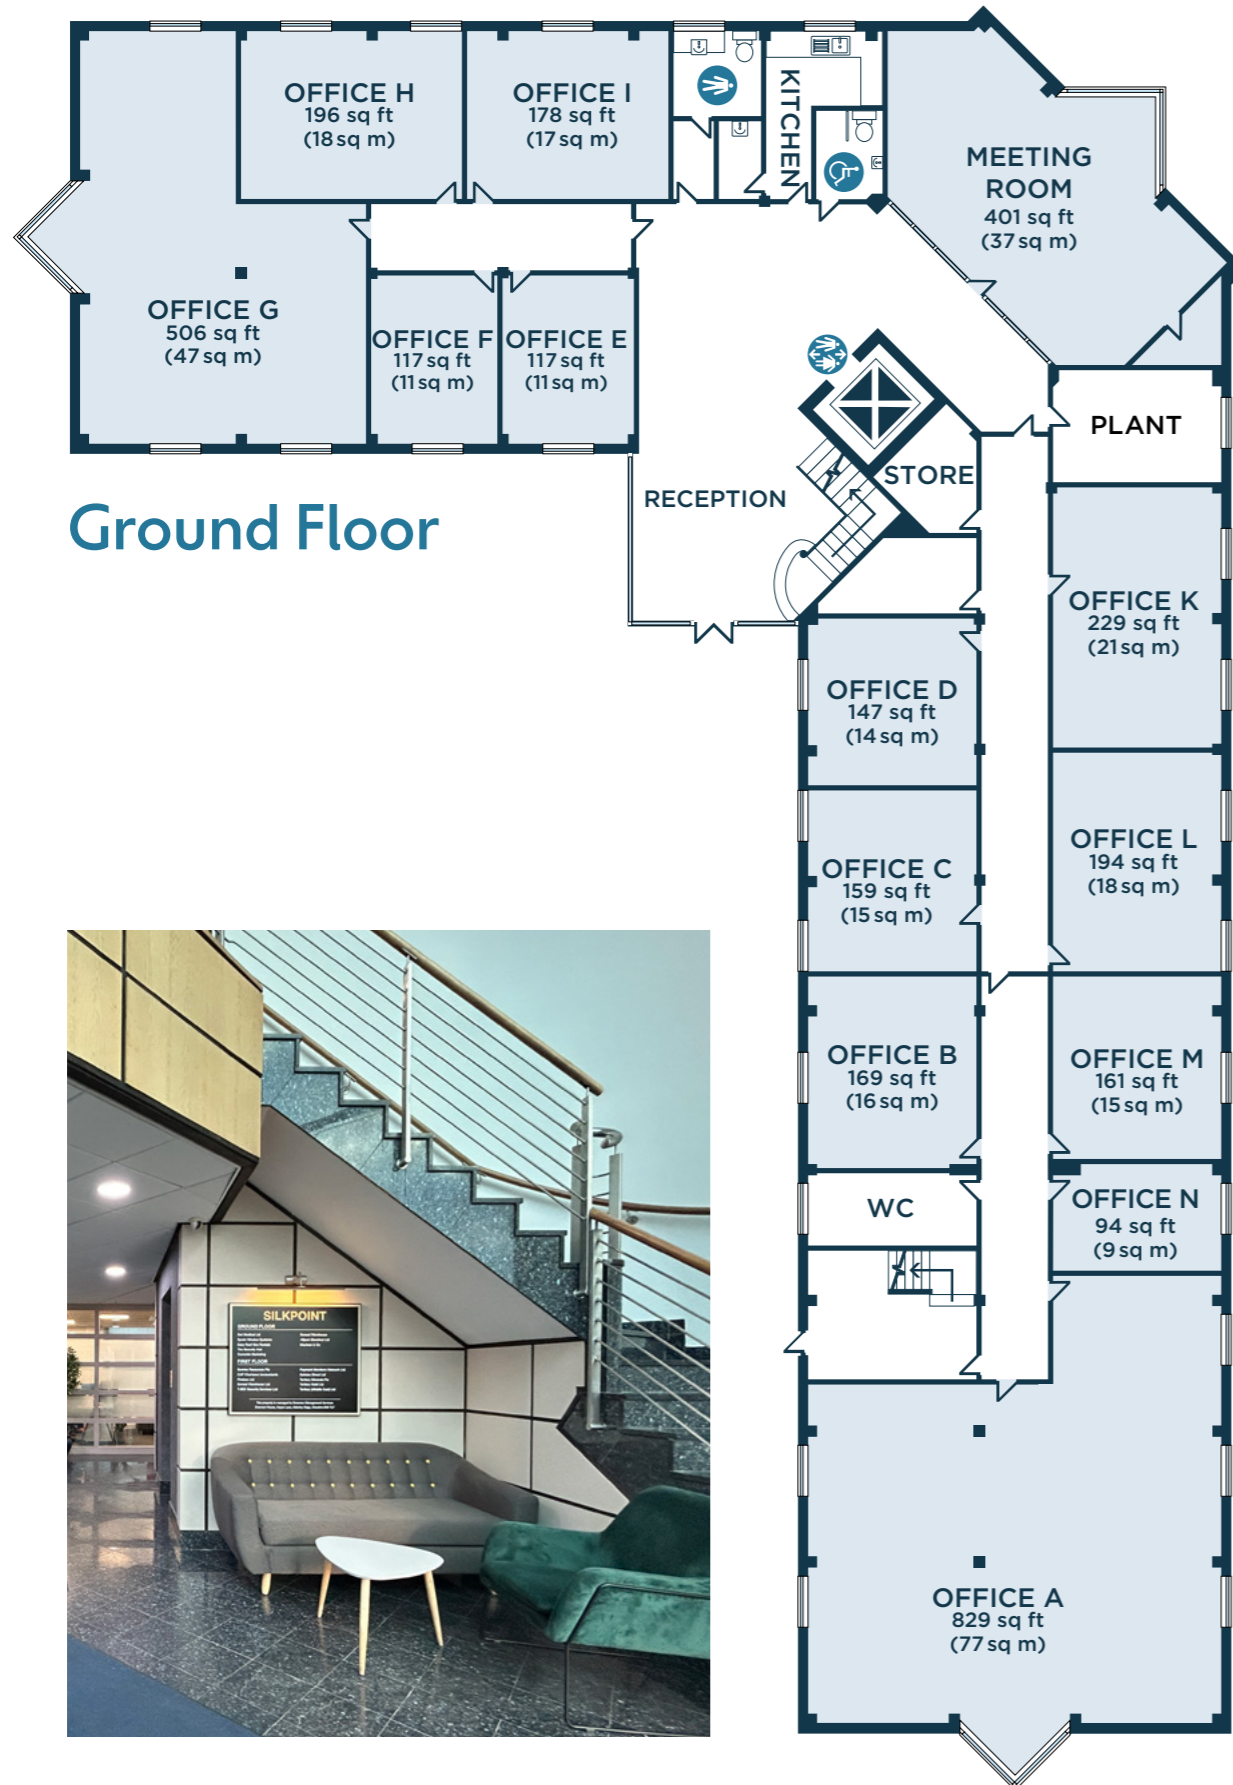 OFFICE H
196 sq ft
(18 sq m)
OFFICE I
178 sq ft
(17 sq m)
KITCHEN
MEETING
ROOM
401 sq ft
(37 sq m)
OFFICE G
506 sq ft
(47 sq m)
OFFICE F
117 sq ft
(11 sq m)
OFFICE E
117 sq ft
(11 sq m)
PLANT
STORE
RECEPTION
Ground Floor
OFFICE K
229 sq ft
(21 sq m)
OFFICE D
147 sq ft
(14 sq m)
OFFICE L
194 sq ft
(18 sq m)
OFFICE C
159 sq ft
(15 sq m)
OFFICE B
169 sq ft
(16 sq m)
OFFICE M
161 sq ft
(15 sq m)
WC
OFFICE N
94 sq ft
(9 sq m)
OFFICE A
829 sq ft
(77 sq m)
SILKPOINT
GROUND FLOOR
FIRST FLOOR